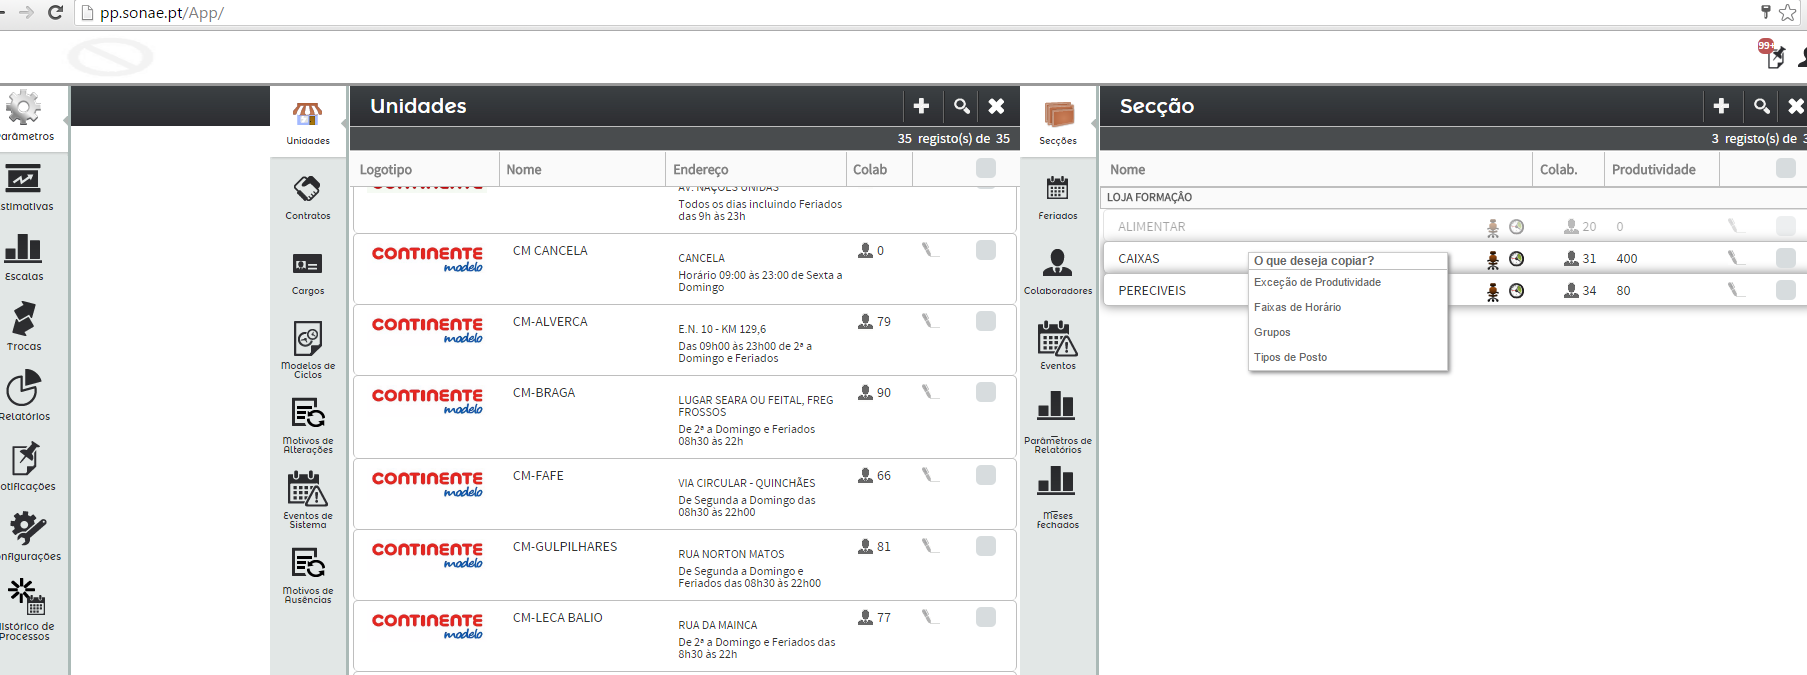 pp.sonae.pt/App/
99+
Parâmetros
Estimativas
Escalas
Trocas
Relatórios
Notificações
Configurações
Histórico de
Processos
Unidades
Contratos
Cargos
Modelos de
Ciclos
Motivos de
Alterações
Eventos de
Sistema
Motivos de
Ausências
Unidades
35 registo(s) de 35
Logotipo Nome Endereço Colab
AV. NAÇÕES UNIDAS
Todos os dias incluindo Feriados
das 9h às 23h
CONTINENTE
modelo
CM CANCELA
CANCELA
Horário 09:00 às 23:00 de Sexta a
Domingo
0
CONTINENTE
modelo
CM-ALVERCA
E.N. 10 - KM 129,6
Das 09h00 às 23h00 de 2ª a
Domingo e Feriados
79
CONTINENTE
modelo
CM-BRAGA
LUGAR SEARA OU FEITAL, FREG
FROSSOS
De 2ª a Domingo e Feriados
08h30 às 22h
90
CONTINENTE
modelo
CM-FAFE
VIA CIRCULAR - QUINCHÃES
De Segunda a Domingo das
08h30 às 22h00
66
CONTINENTE
modelo
CM-GULPILHARES
RUA NORTON MATOS
De Segunda a Domingo e
Feriados das 08h30 às 22h00
81
CONTINENTE
modelo
CM-LECA BALIO
RUA DA MAINCA
De 2ª a Domingo e Feriados das
8h30 às 22h
77
Secções
Feriados
Colaboradores
Eventos
Parâmetros de
Relatórios
Meses
fechados
Secção
3 registo(s) de 3
Nome Colab. Produtividade
LOJA FORMAÇÂO
ALIMENTAR 20 0
CAIXAS 31 400
PERECIVEIS 34 80
O que deseja copiar?
Exceção de Produtividade
Faixas de Horário
Grupos
Tipos de Posto